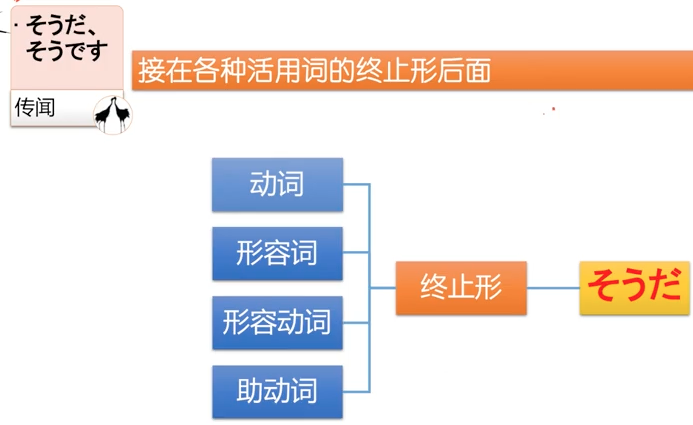 ・そうだ、
そうです
传闻
接在各种活用词的终止形后面
动词
形容词
形容动词
助动词
终止形
そうだ